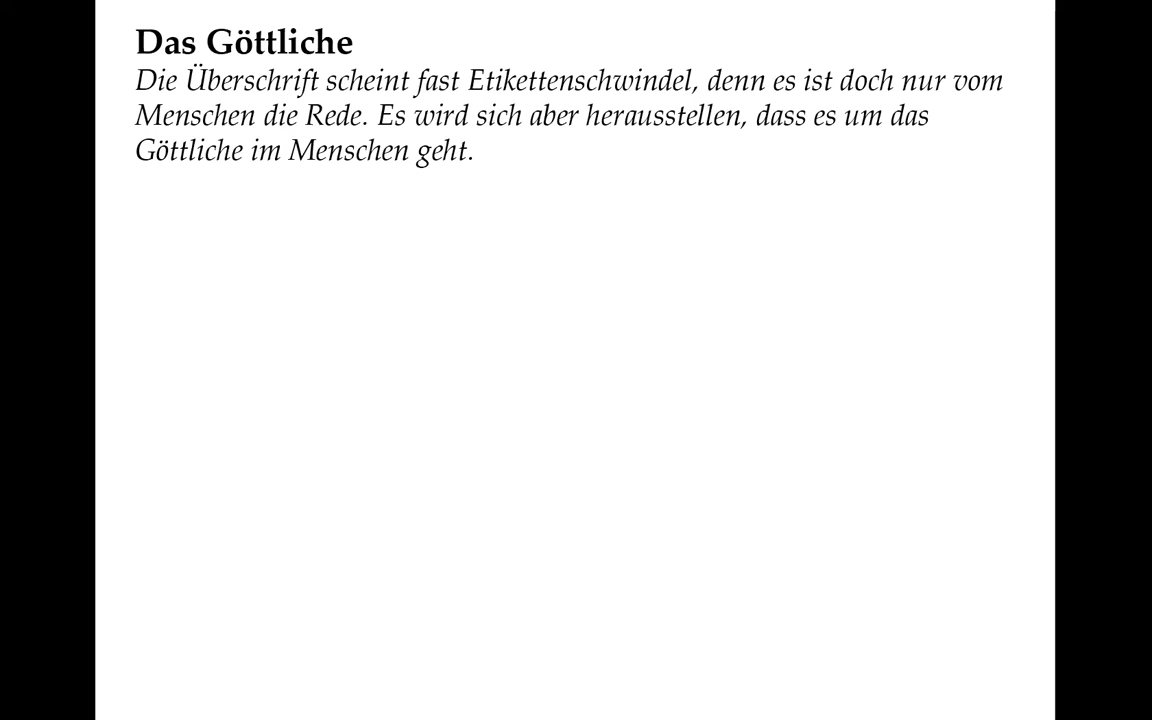 Das Göttliche
Die Überschrift scheint fast Etikettenschwindel, denn es ist doch nur vom
Menschen die Rede. Es wird sich aber herausstellen, dass es um das
Göttliche im Menschen geht.